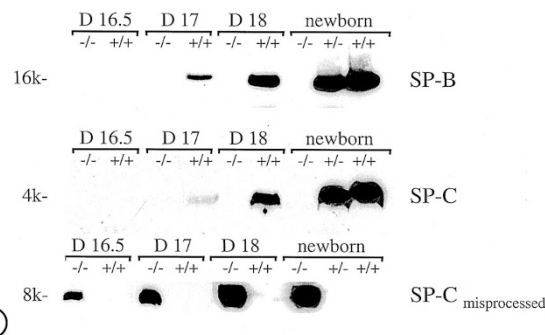 D 16.5 D 17 D 18 newborn
-/- +/+ -/- +/+ -/- +/+ -/- +/- +/+
16k- SP-B
D 16.5 D 17 D 18 newborn
-/- +/+ -/- +/+ -/- +/+ -/- +/- +/+
4k- SP-C
D 16.5 D 17 D 18 newborn
-/- +/+ -/- +/+ -/- +/+ -/- +/- +/+
8k- SP-C misprocessed